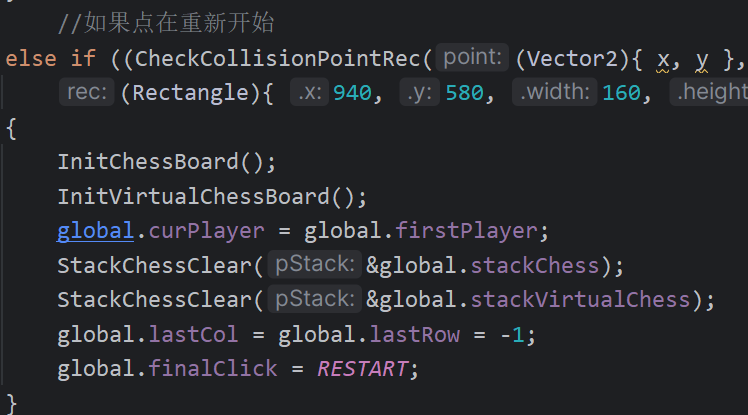 //如果点在重新开始
else if ((CheckCollisionPointRec( point: (Vector2){ x, y },
rec: (Rectangle){ .x: 940, .y: 580, .width: 160, .height
{
InitChessBoard();
InitVirtualChessBoard();
global.curPlayer = global.firstPlayer;
StackChessClear( pStack: &global.stackChess);
StackChessClear( pStack: &global.stackVirtualChess);
global.lastCol = global.lastRow = -1;
global.finalClick = RESTART;
}